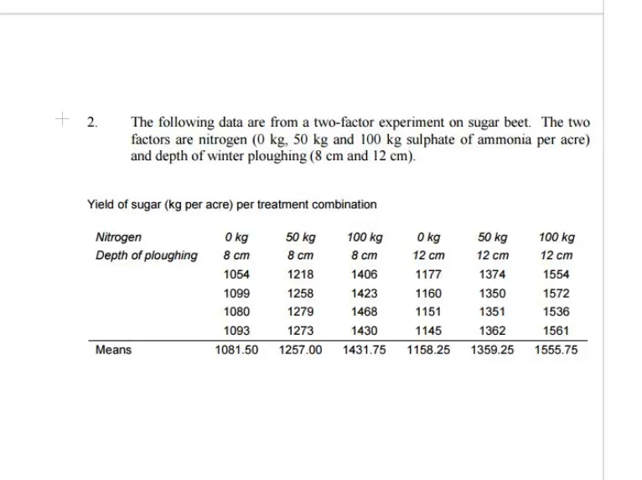 2. The following data are from a two-factor experiment on sugar beet. The two
factors are nitrogen (0 kg, 50 kg and 100 kg sulphate of ammonia per acre)
and depth of winter ploughing (8 cm and 12 cm).
Yield of sugar (kg per acre) per treatment combination
Nitrogen 0 kg 50 kg 100 kg 0 kg 50 kg 100 kg
Depth of ploughing 8 cm 8 cm 8 cm 12 cm 12 cm 12 cm
1054 1218 1406 1177 1374 1554
1099 1258 1423 1160 1350 1572
1080 1279 1468 1151 1351 1536
1093 1273 1430 1145 1362 1561
Means 1081.50 1257.00 1431.75 1158.25 1359.25 1555.75